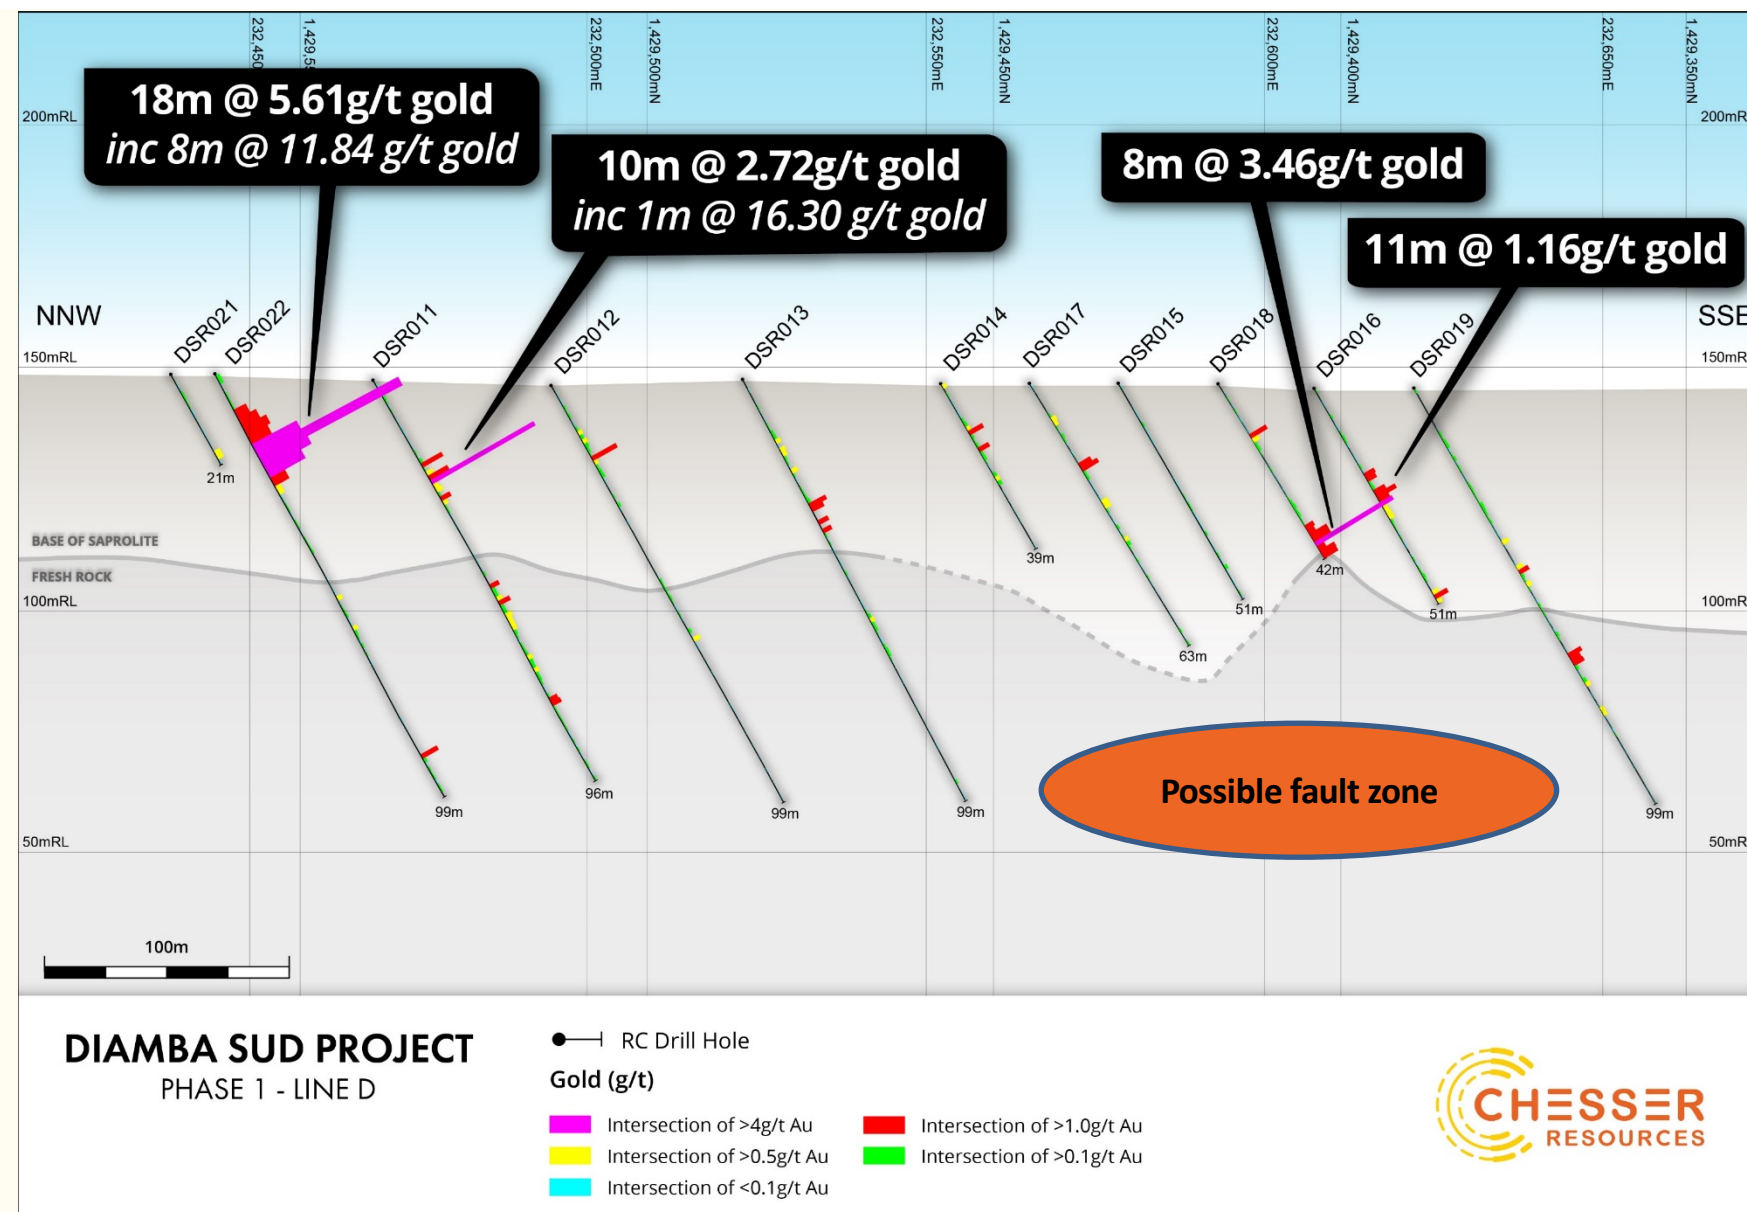 232,450
1,429,5
232,500mE
1,429,500mN
232,550mE
1,429,450mN
232,600mE
1,429,400mN
232,650mE
1,429,350mN
18m @ 5.61g/t gold
inc 8m @ 11.84 g/t gold
10m @ 2.72g/t gold
inc 1m @ 16.30 g/t gold
8m @ 3.46g/t gold
11m @ 1.16g/t gold
200mRL
200mR
NNW
SSE
DSR021
DSR022
DSR011
DSR012
DSR013
DSR014
DSR017
DSR015
DSR018
DSR016
DSR019
150mRL
150mR
21m
BASE OF SAPROLITE
FRESH ROCK
39m
42m
100mRL
51m
51m
100mR
63m
Possible fault zone
99m
96m
99m
99m
99m
50mRL
50mR
100m
DIAMBA SUD PROJECT
PHASE 1 - LINE D
RC Drill Hole
Gold (g/t)
Intersection of >4g/t Au
Intersection of >1.0g/t Au
Intersection of >0.5g/t Au
Intersection of >0.1g/t Au
Intersection of <0.1g/t Au
CHESSER
RESOURCES